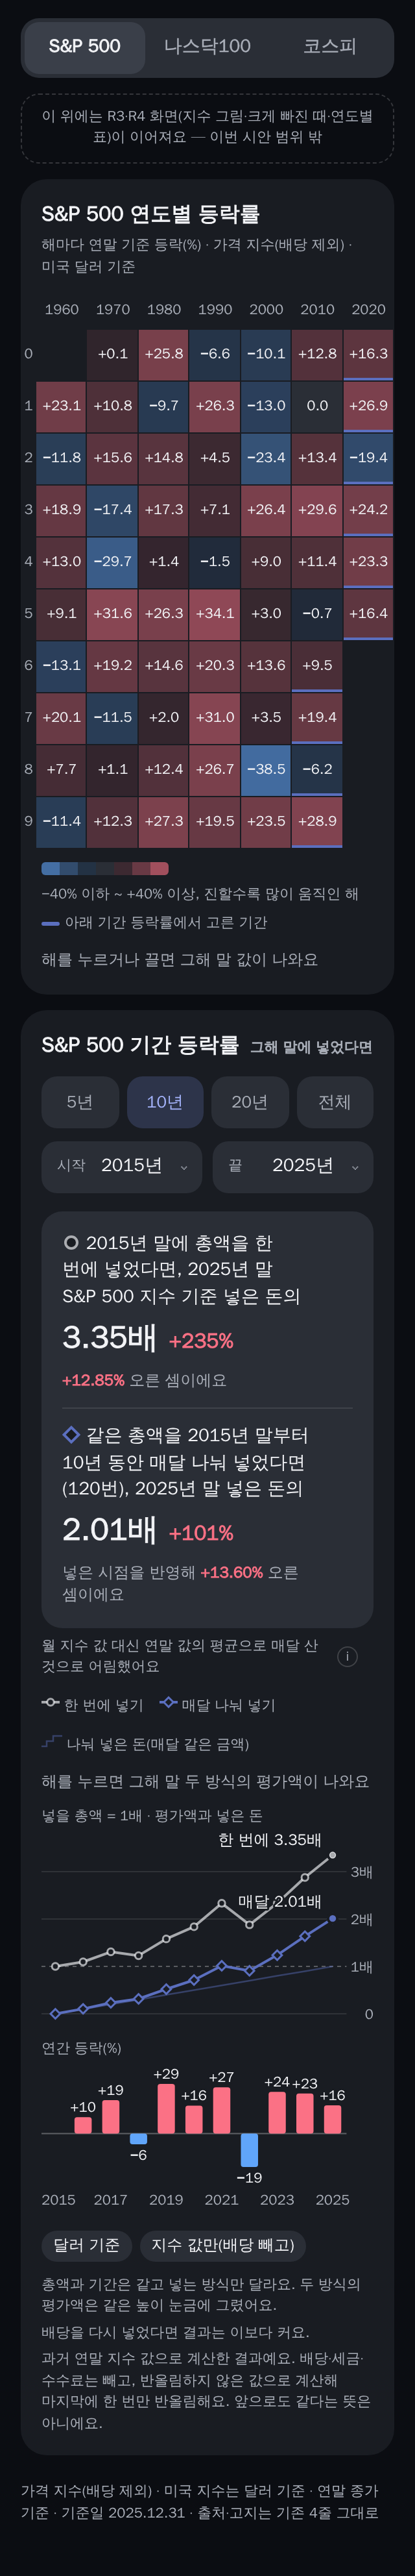 S&P 500 나스닥100 코스피
이 위에는 R3·R4 화면(지수 그림·크게 빠진 때·연도별
표)이 이어져요 — 이번 시안 범위 밖
S&P 500 연도별 등락률
해마다 연말 기준 등락(%) · 가격 지수(배당 제외) ·
미국 달러 기준
1960 1970 1980 1990 2000 2010 2020
0 +0.1 +25.8 −6.6 −10.1 +12.8 +16.3
1 +23.1 +10.8 −9.7 +26.3 −13.0 0.0 +26.9
2 −11.8 +15.6 +14.8 +4.5 −23.4 +13.4 −19.4
3 +18.9 −17.4 +17.3 +7.1 +26.4 +29.6 +24.2
4 +13.0 −29.7 +1.4 −1.5 +9.0 +11.4 +23.3
5 +9.1 +31.6 +26.3 +34.1 +3.0 −0.7 +16.4
6 −13.1 +19.2 +14.6 +20.3 +13.6 +9.5
7 +20.1 −11.5 +2.0 +31.0 +3.5 +19.4
8 +7.7 +1.1 +12.4 +26.7 −38.5 −6.2
9 −11.4 +12.3 +27.3 +19.5 +23.5 +28.9
−40% 이하 ~ +40% 이상, 진할수록 많이 움직인 해
아래 기간 등락률에서 고른 기간
해를 누르거나 끌면 그해 말 값이 나와요
S&P 500 기간 등락률 그해 말에 넣었다면
5년 10년 20년 전체
시작 2015년 끝 2025년
2015년 말에 총액을 한
번에 넣었다면, 2025년 말
S&P 500 지수 기준 넣은 돈의
3.35배 +235%
+12.85% 오른 셈이에요
같은 총액을 2015년 말부터
10년 동안 매달 나눠 넣었다면
(120번), 2025년 말 넣은 돈의
2.01배 +101%
넣은 시점을 반영해 +13.60% 오른
셈이에요
월 지수 값 대신 연말 값의 평균으로 매달 산
것으로 어림했어요 i
한 번에 넣기 매달 나눠 넣기
나눠 넣은 돈(매달 같은 금액)
해를 누르면 그해 말 두 방식의 평가액이 나와요
넣을 총액 = 1배 · 평가액과 넣은 돈
한 번에 3.35배
3배
매달 2.01배
2배
1배
0
연간 등락(%)
+10 +19 −6 +29 +16 +27 −19 +24 +23 +16
2015 2017 2019 2021 2023 2025
달러 기준 지수 값만(배당 빼고)
총액과 기간은 같고 넣는 방식만 달라요. 두 방식의
평가액은 같은 높이 눈금에 그렸어요.
배당을 다시 넣었다면 결과는 이보다 커요.
과거 연말 지수 값으로 계산한 결과예요. 배당·세금·
수수료는 빼고, 반올림하지 않은 값으로 계산해
마지막에 한 번만 반올림해요. 앞으로도 같다는 뜻은
아니에요.
가격 지수(배당 제외) · 미국 지수는 달러 기준 · 연말 종가
기준 · 기준일 2025.12.31 · 출처·고지는 기존 4줄 그대로